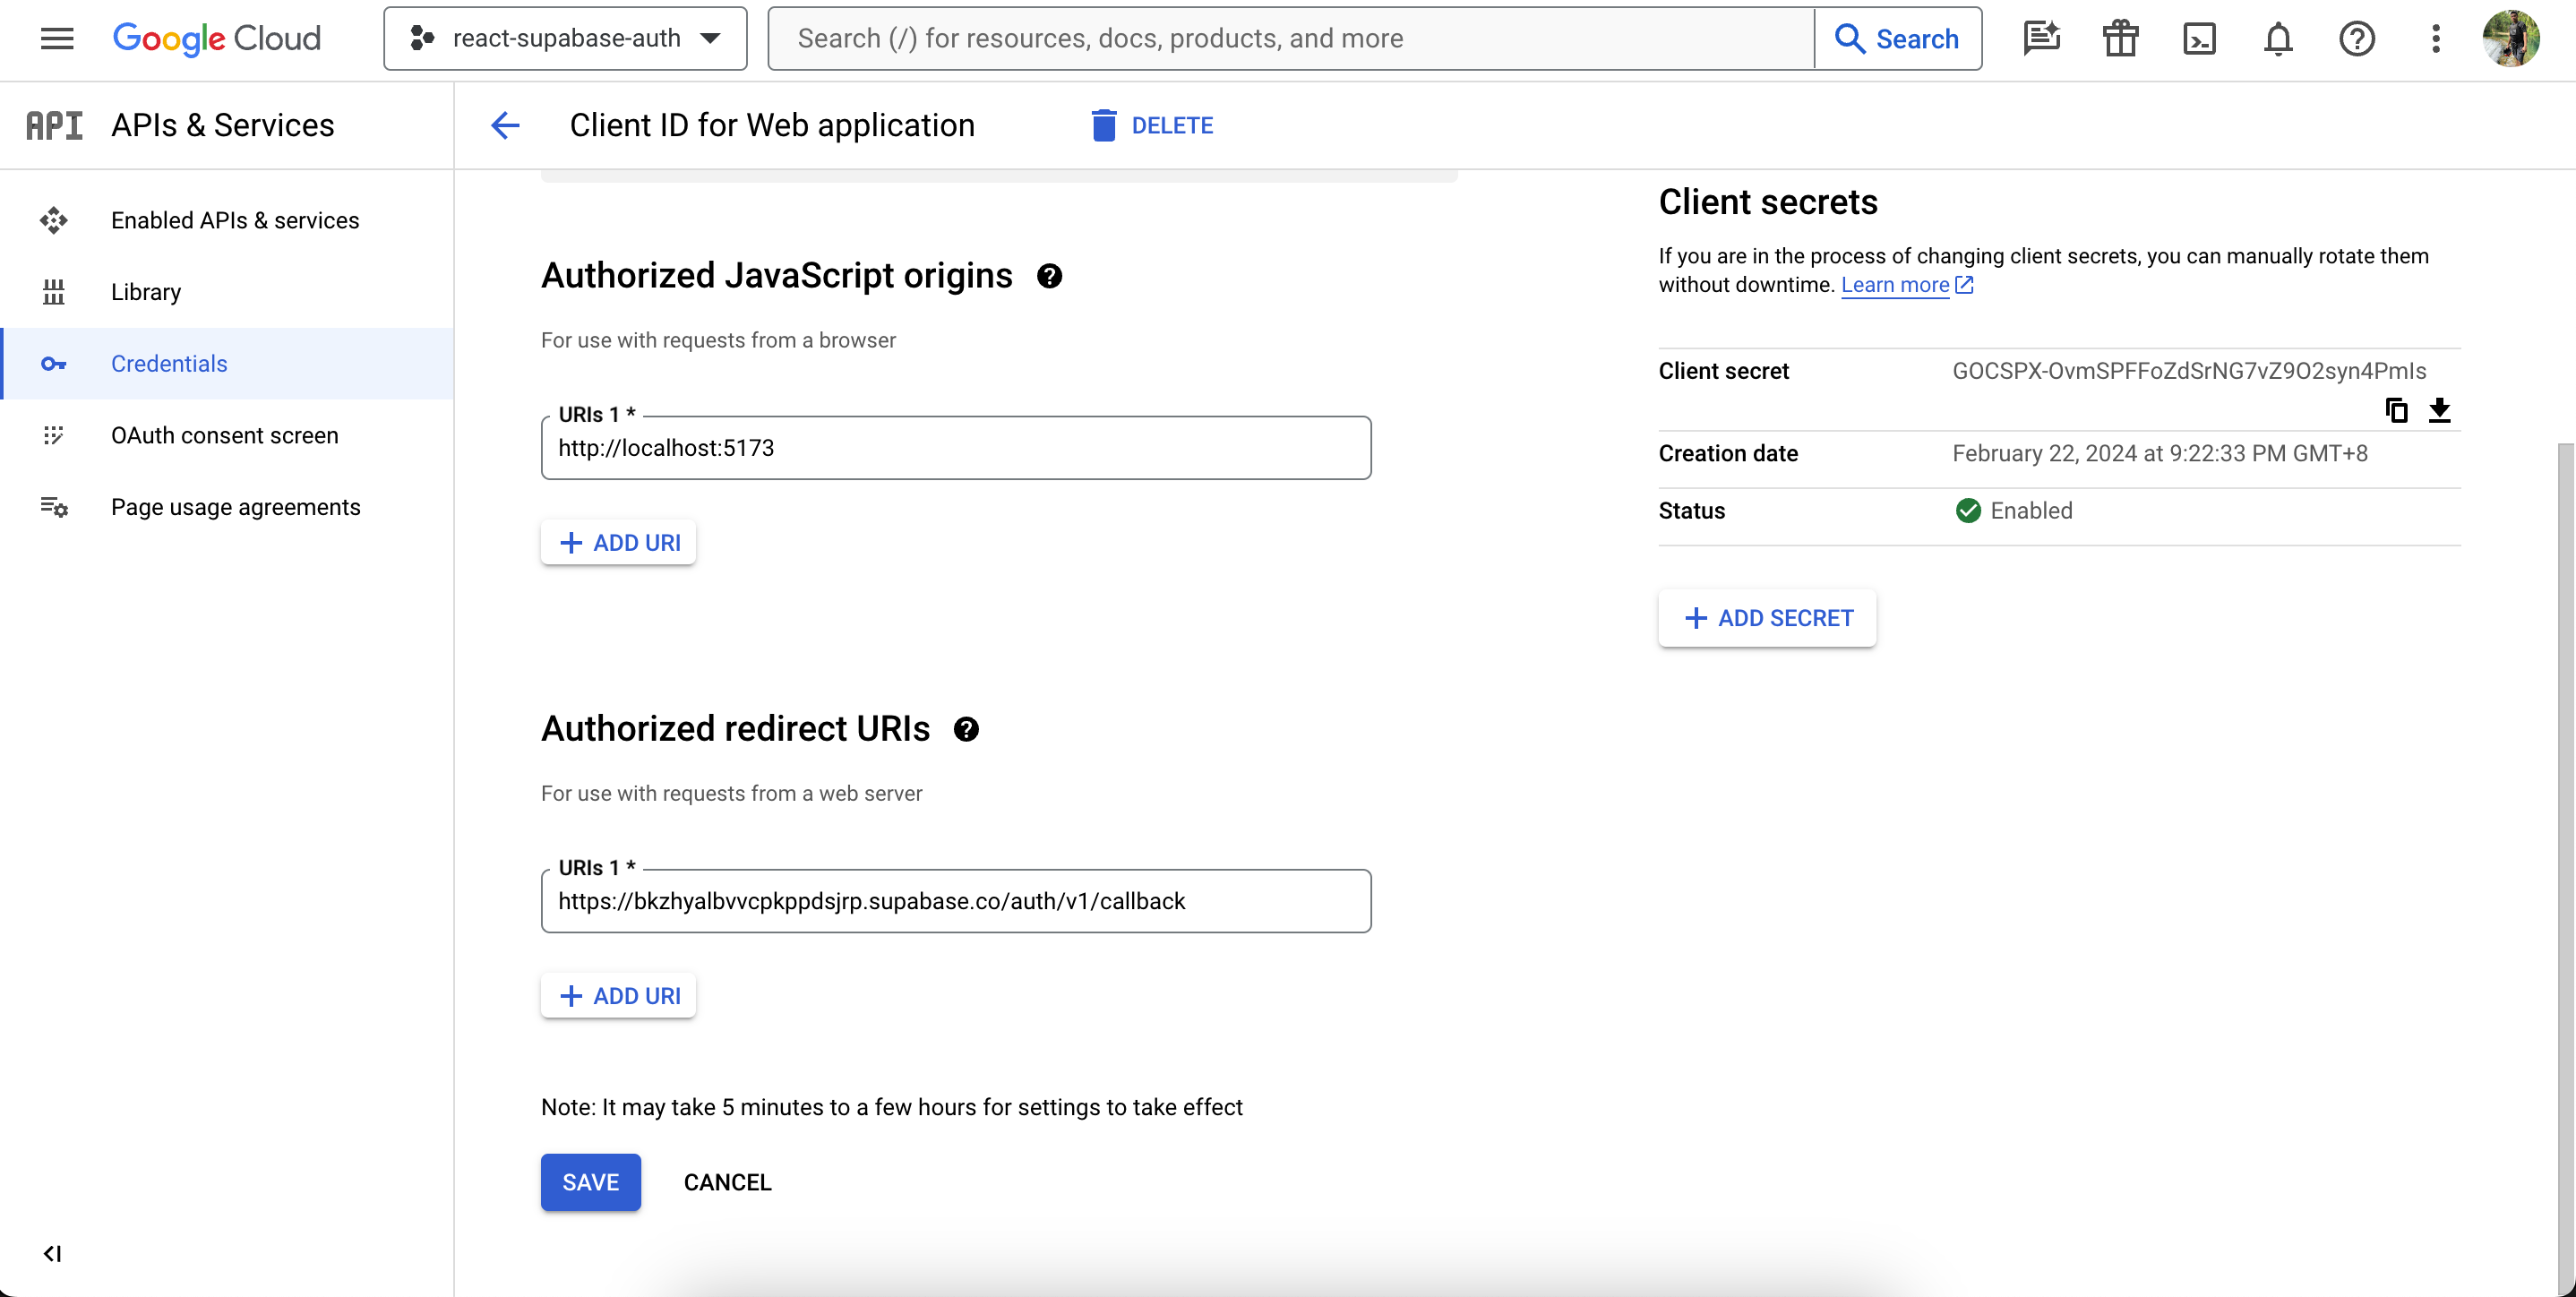 Google Cloud
react-supabase-auth
Search (/) for resources, docs, products, and more
Search
API
APIs & Services
Client ID for Web application
DELETE
Enabled APIs & services
Library
Credentials
OAuth consent screen
Page usage agreements
Authorized JavaScript origins
For use with requests from a browser
URIs 1 *
http://localhost:5173
ADD URI
Authorized redirect URIs
For use with requests from a web server
URIs 1 *
https://bkzhyalbvvcpkppdsjrp.supabase.co/auth/v1/callback
ADD URI
Note: It may take 5 minutes to a few hours for settings to take effect
SAVE
CANCEL
Client secrets
If you are in the process of changing client secrets, you can manually rotate them
without downtime. Learn more
Client secret
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
Creation date
February 22, 2024 at 9:22:33 PM GMT+8
Status
Enabled
ADD SECRET